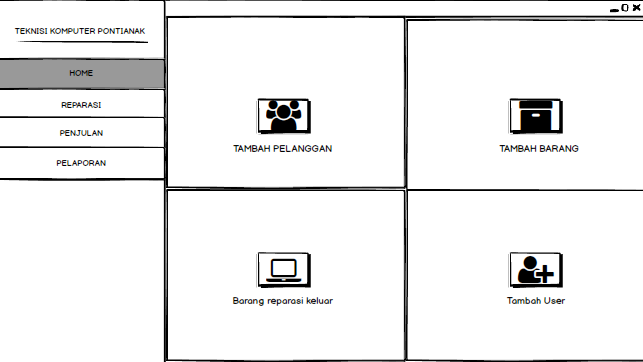 TEKNISI KOMPUTER PONTIANAK
HOME
REPARASI
PENJULAN
PELAPORAN
TAMBAH PELANGGAN
TAMBAH BARANG
Barang reparasi keluar
Tambah User